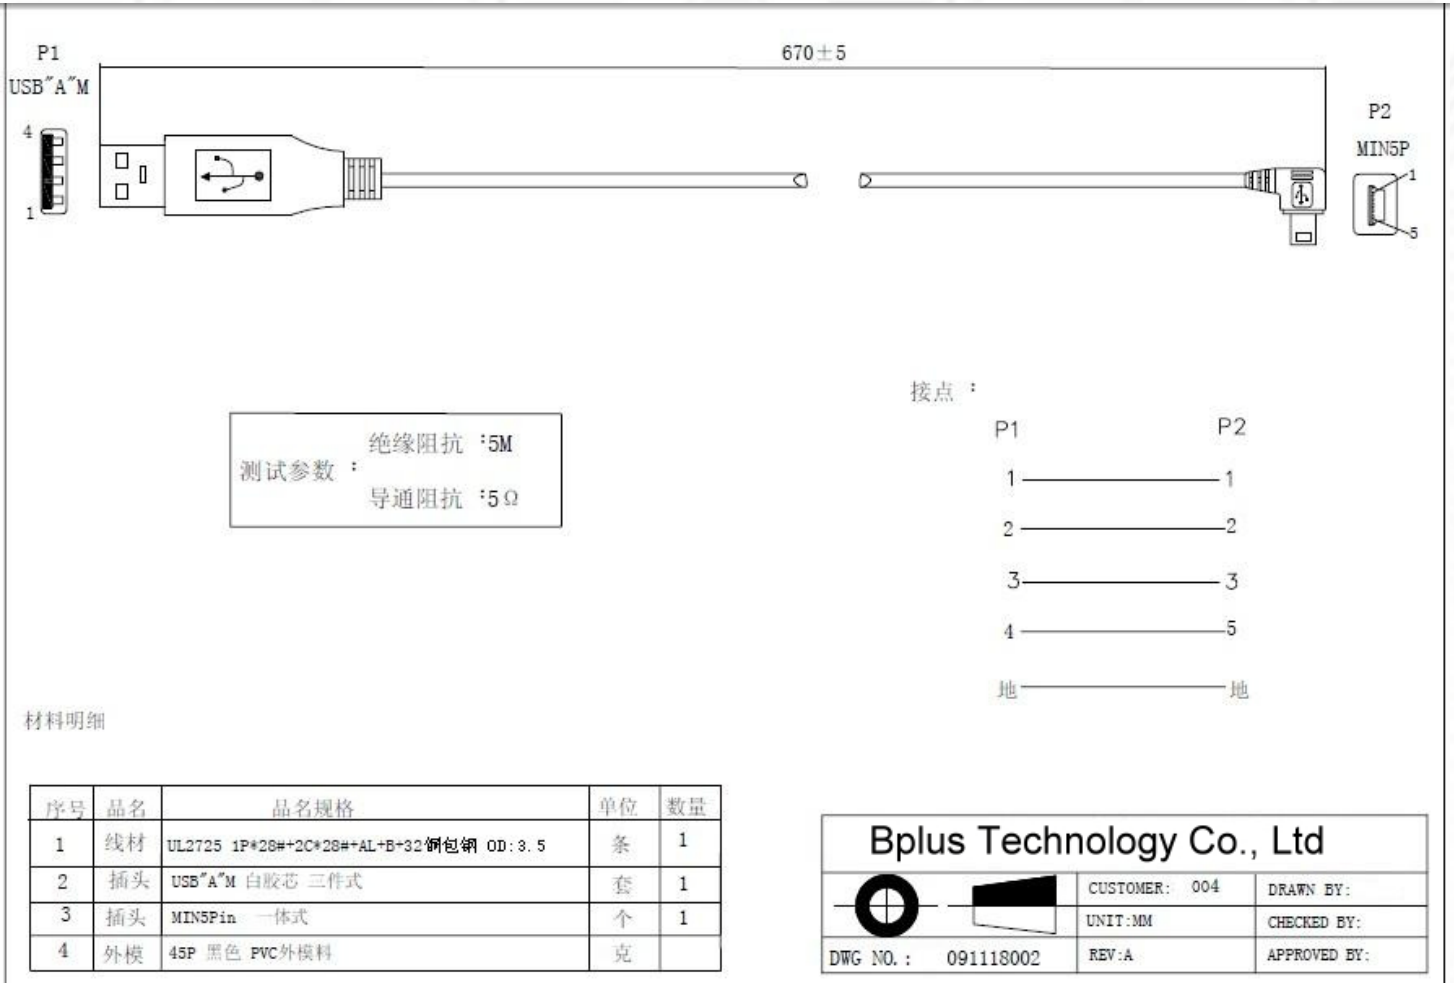 P1
USB"A"M
670±5
P2
MIN5P
4
1
1
5
测试参数：
绝缘阻抗：5M
导通阻抗：5Ω
接点：
P1 P2
1 1
2 2
3 3
4 5
地 地
材料明细
序号 品名 品名规格 单位 数量
1 线材 UL2725 1P*28#+2C*28#+AL+B+32铜包钢 OD:3.5 条 1
2 插头 USB"A"M 白胶芯 三件式 套 1
3 插头 MIN5Pin 一体式 个 1
4 外模 45P 黑色 PVC外模料 克
Bplus Technology Co., Ltd
CUSTOMER: 004 DRAWN BY:
UNIT:MM CHECKED BY:
DWG NO.: 091118002 REV:A APPROVED BY: